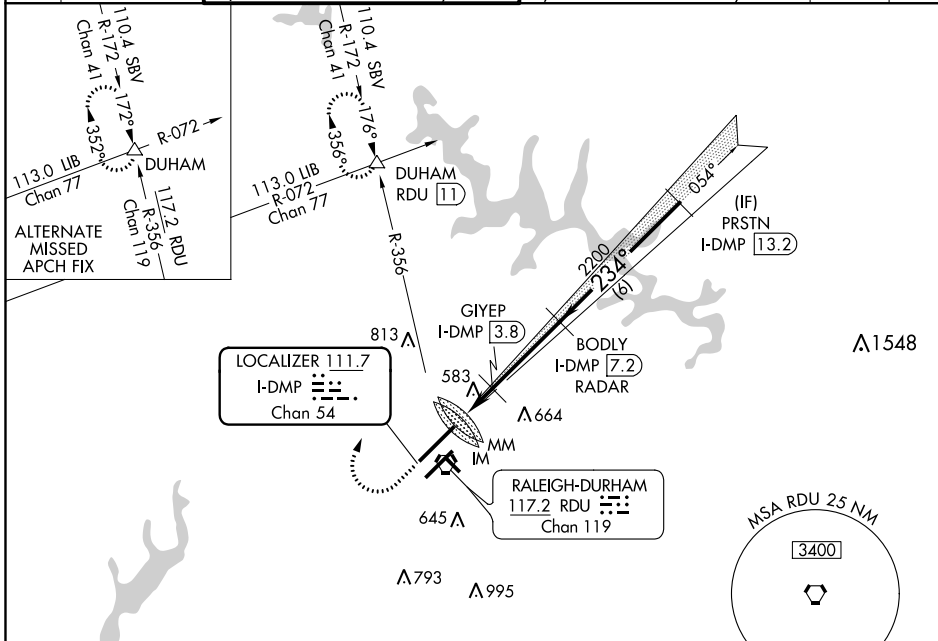 110.4 SBV
R-172
Chan 41
172°
352°
R-072
DUHAM
113.0 LIB
Chan 77
117.2 RDU
R-356
Chan 119
ALTERNATE
MISSED
APCH FIX
110.4 SBV
R-172
Chan 41
176°
356°
113.0 LIB
R-072
Chan 77
DUHAM
RDU 11
R-356
054°
(IF)
PRSTN
I-DMP 13.2
2200
234°
(6)
GIYEP
I-DMP 3.8
BODLY
I-DMP 7.2
RADAR
813
1548
583
664
LOCALIZER 111.7
I-DMP
Chan 54
MM
IM
RALEIGH-DURHAM
117.2 RDU
Chan 119
645
793
995
MSA RDU 25 NM
3400